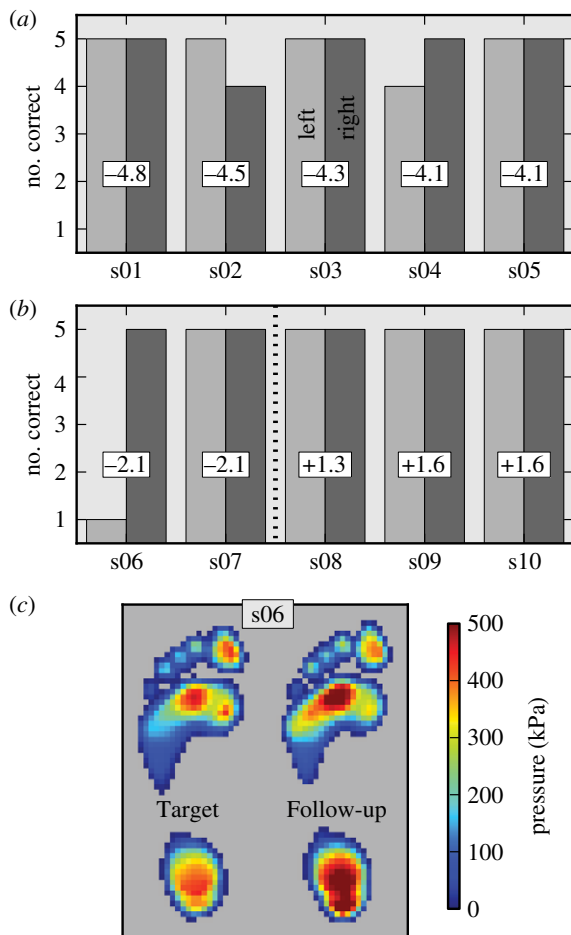 (a)
5
4
3
2
1
no. correct
left
right
–4.8
–4.5
–4.3
–4.1
–4.1
s01
s02
s03
s04
s05
(b)
5
4
3
2
1
no. correct
–2.1
–2.1
+1.3
+1.6
+1.6
s06
s07
s08
s09
s10
(c)
s06
Target
Follow-up
500
400
300
200
100
0
pressure (kPa)